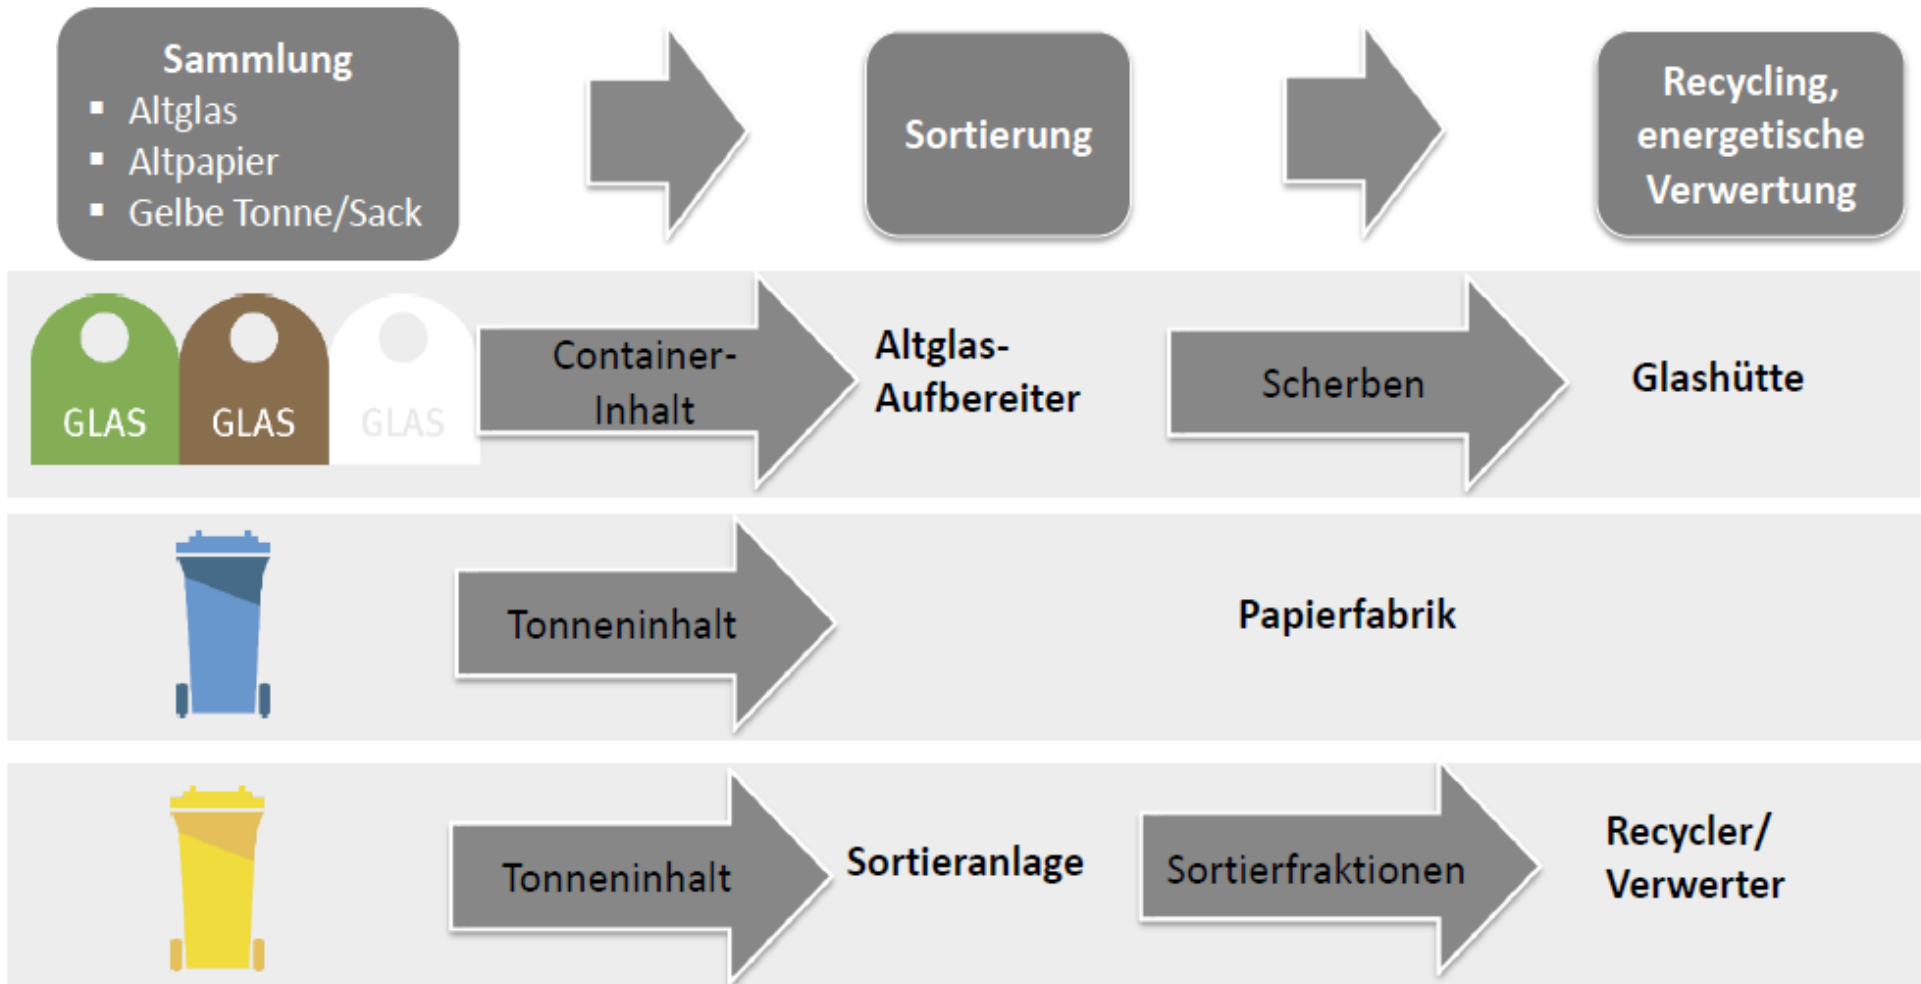 Sammlung
▪ Altglas
▪ Altpapier
▪ Gelbe Tonne/Sack
Sortierung
Recycling,
energetische
Verwertung
GLAS
GLAS
GLAS
Container-
Inhalt
Altglas-
Aufbereiter
Scherben
Glashütte
Tonneninhalt
Papierfabrik
Tonneninhalt
Sortieranlage
Sortierfraktionen
Recycler/
Verwerter